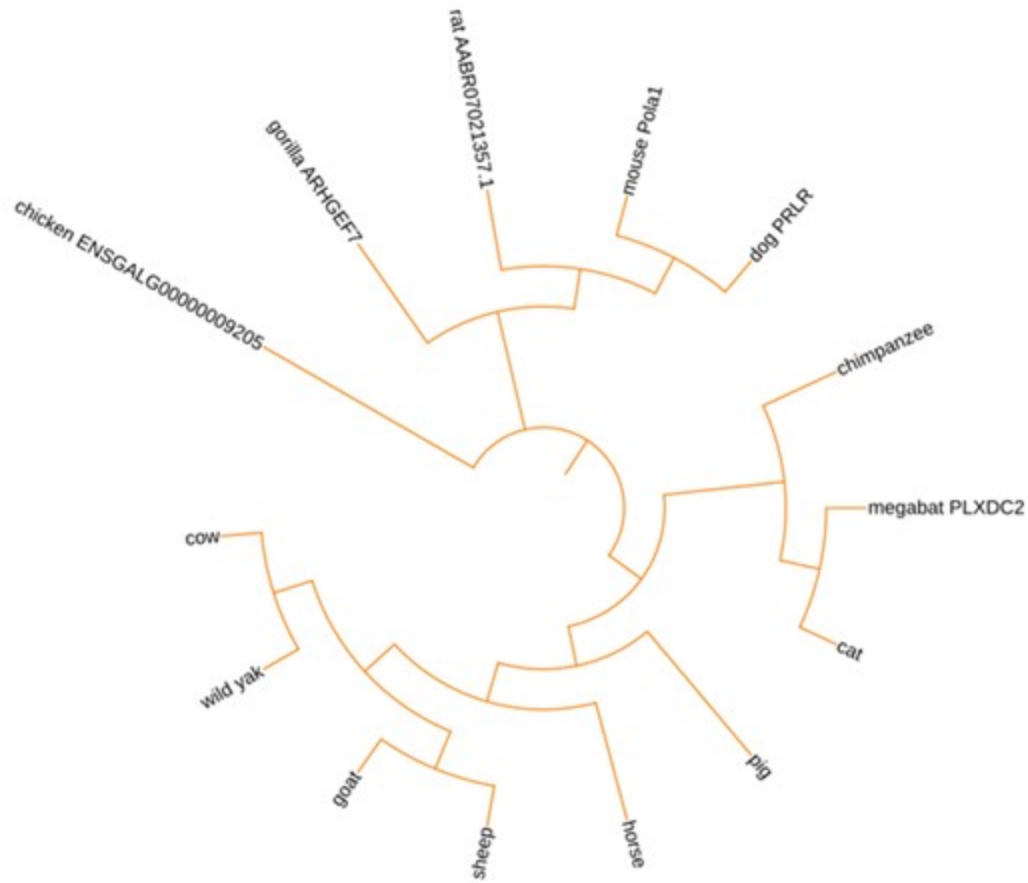 rat AABR07021357.1
mouse Pola1
gorilla ARHGEF7
dog PRLR
chicken ENSGALG00000009205
chimpanzee
megabat PLXDC2
cow
cat
wild yak
pig
goat
horse
sheep